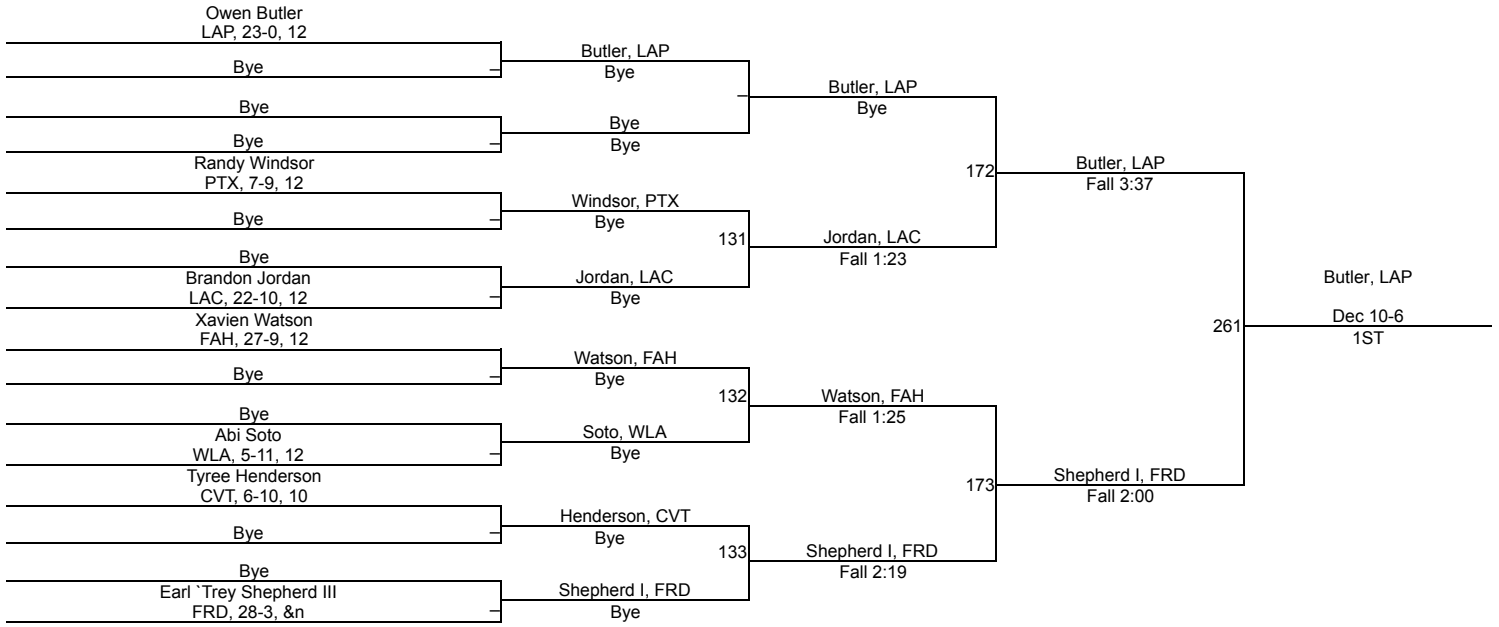 Owen Butler
LAP, 23-0, 12
Bye
Bye
Bye
Randy Windsor
PTX, 7-9, 12
Bye
Bye
Brandon Jordan
LAC, 22-10, 12
Xavien Watson
FAH, 27-9, 12
Bye
Bye
Abi Soto
WLA, 5-11, 12
Tyree Henderson
CVT, 6-10, 10
Bye
Bye
Earl `Trey Shepherd III
FRD, 28-3, &n
Butler, LAP
Bye
Bye
Bye
Windsor, PTX
Bye
Jordan, LAC
Bye
Watson, FAH
Bye
Soto, WLA
Bye
Henderson, CVT
Bye
Shepherd I, FRD
Bye
131
132
133
Butler, LAP
Bye
Jordan, LAC
Fall 1:23
Watson, FAH
Fall 1:25
Shepherd I, FRD
Fall 2:19
172
173
Butler, LAP
Fall 3:37
Shepherd I, FRD
Fall 2:00
261
Butler, LAP
Dec 10-6
1ST